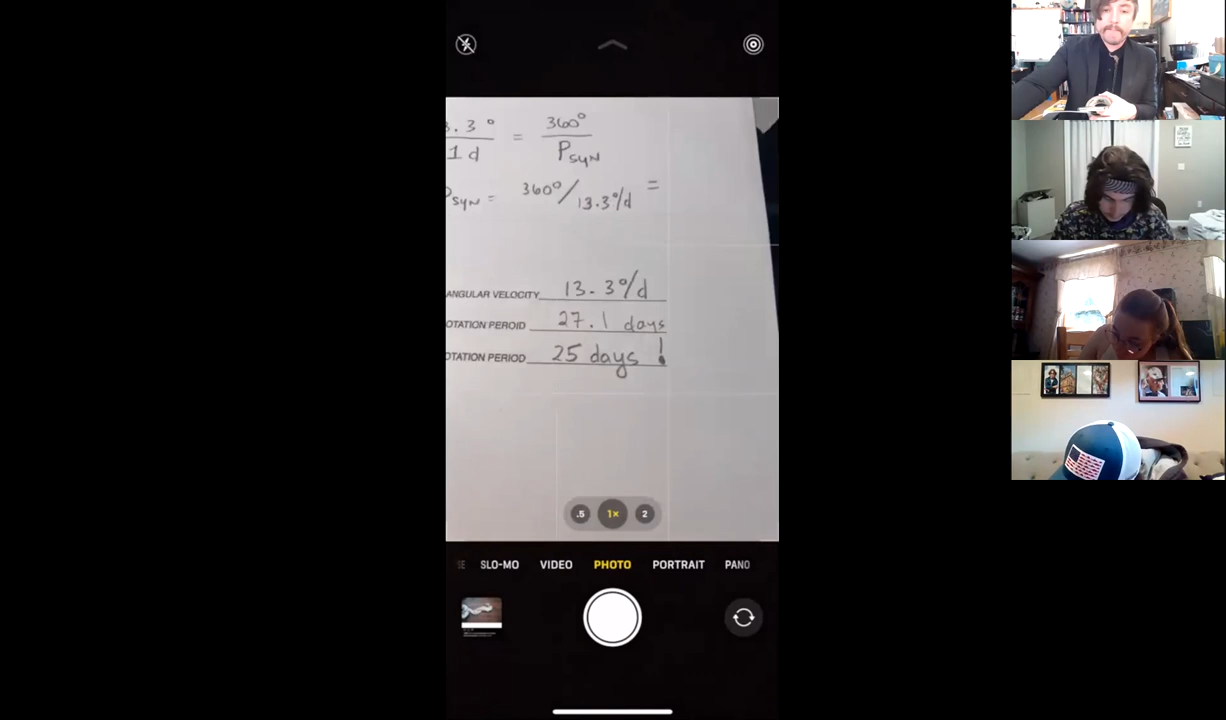 .3° / 1 d = 360° / PSYN
PSYN = 360° / 13.3°/d =
ANGULAR VELOCITY 13.3°/d
OTATION PEROID 27.1 days
OTATION PERIOD 25 days !
.5 1× 2
SLO-MO VIDEO PHOTO PORTRAIT PANO